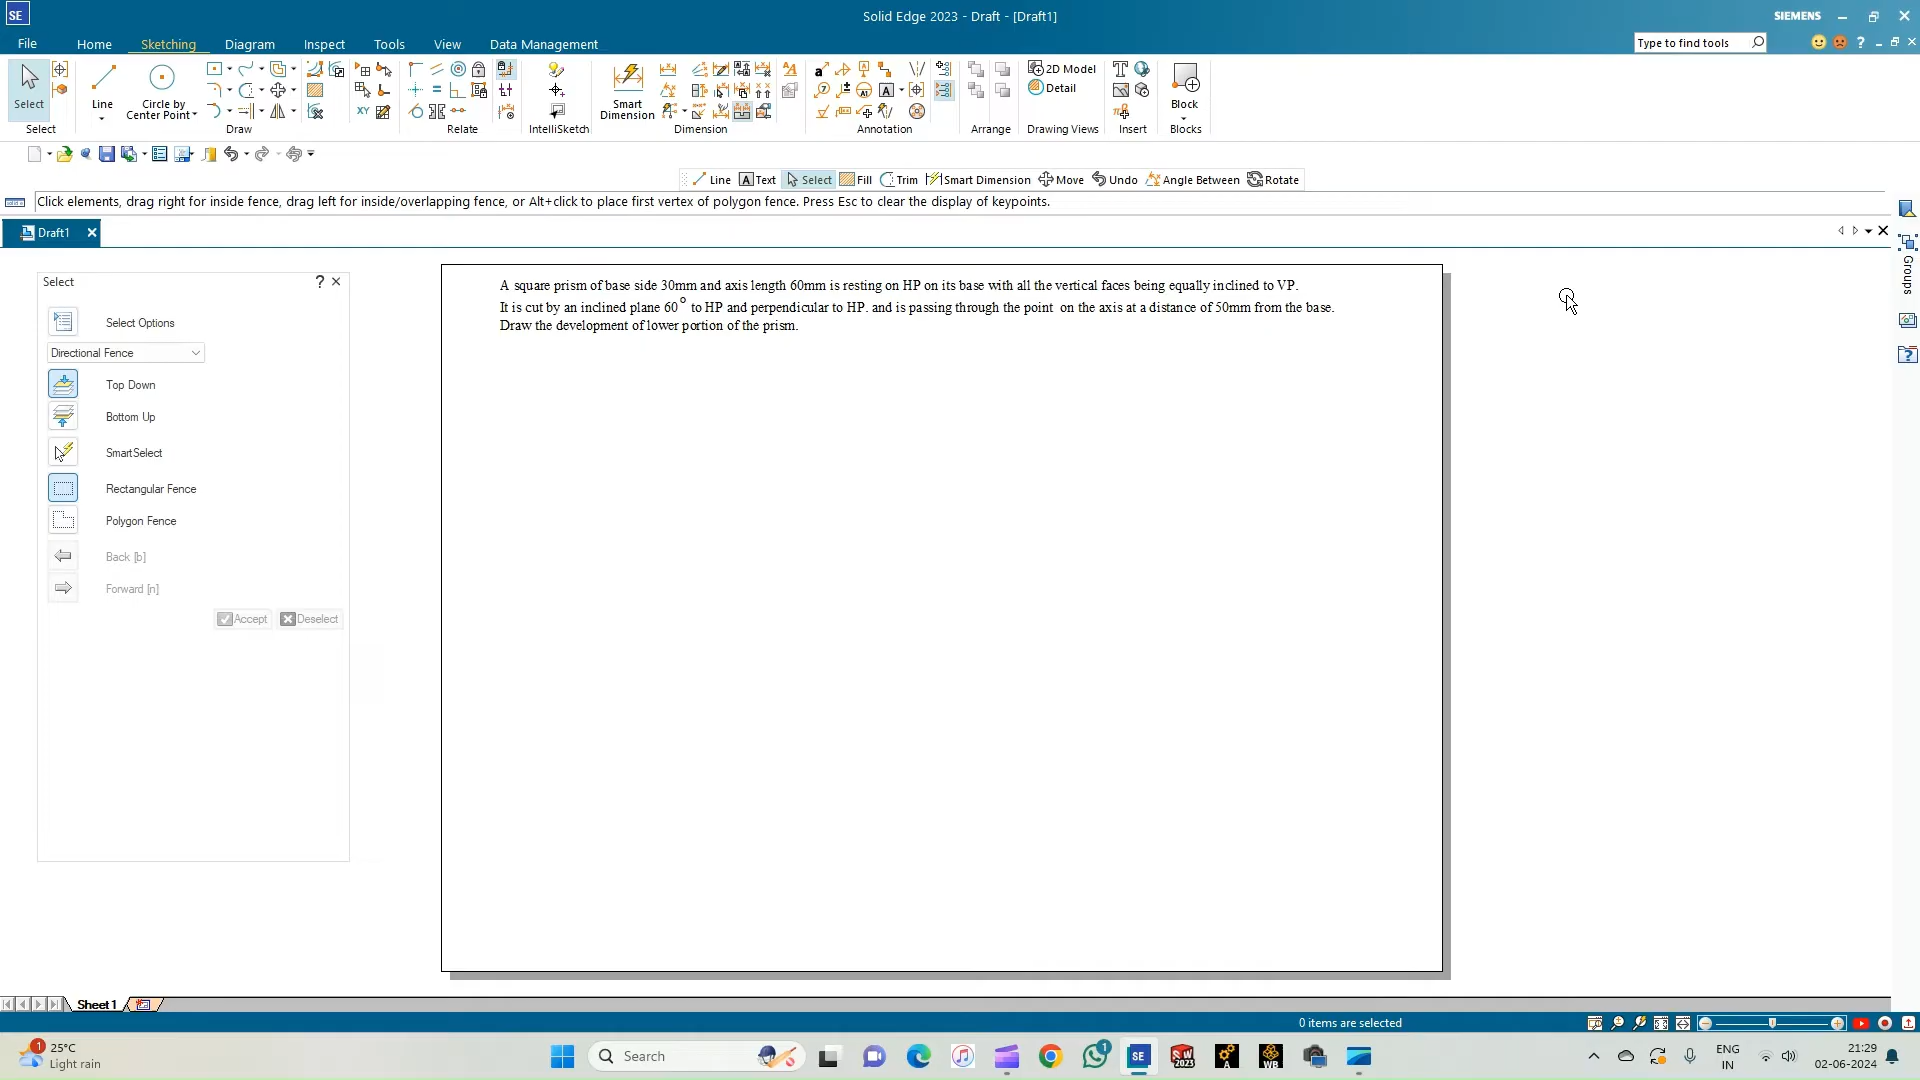 SE
Solid Edge 2023 - Draft - [Draft1]
SIEMENS
File Home Sketching Diagram Inspect Tools View Data Management
Type to find tools
Select
Line
Circle by Center Point
Smart Dimension
2D Model
Detail
Block
Select Draw Relate IntelliSketch Dimension Annotation Arrange Drawing Views Insert Blocks
Line Text Select Fill Trim Smart Dimension Move Undo Angle Between Rotate
Click elements, drag right for inside fence, drag left for inside/overlapping fence, or Alt+click to place first vertex of polygon fence. Press Esc to clear the display of keypoints.
Draft1
Groups
Select
Select Options
Directional Fence
Top Down
Bottom Up
SmartSelect
Rectangular Fence
Polygon Fence
Back [b]
Forward [n]
Accept Deselect
A square prism of base side 30mm and axis length 60mm is resting on HP on its base with all the vertical faces being equally inclined to VP.
It is cut by an inclined plane 60° to HP and perpendicular to HP. and is passing through the point on the axis at a distance of 50mm from the base.
Draw the development of lower portion of the prism.
Sheet1
0 items are selected
1
25°C
Light rain
Search
1
SE
ENG
IN
21:29
02-06-2024